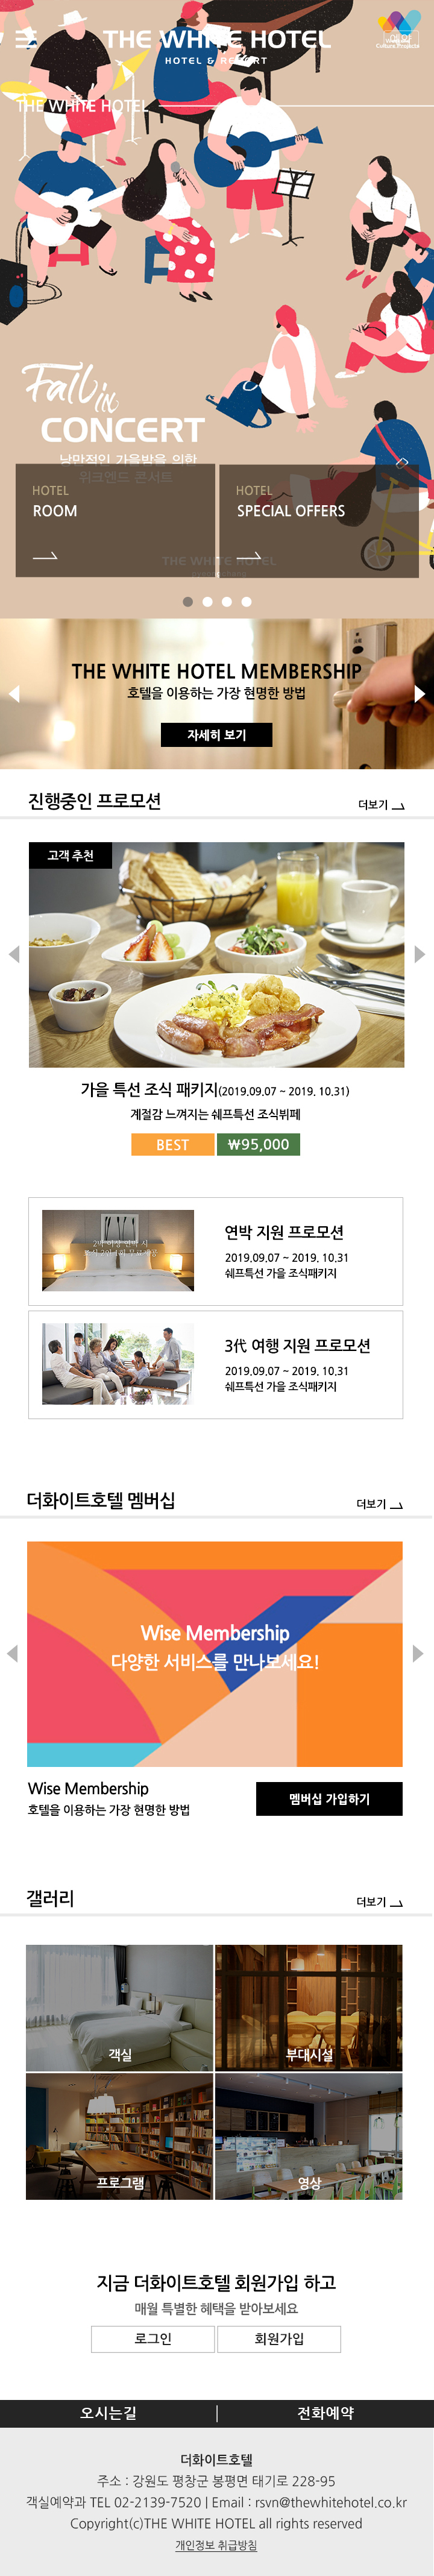 THE WHITE HOTEL
HOTEL & RESORT
예약
Culture Projects
THE WHITE HOTEL
Fall in
CONCERT
낭만적인 가을밤을 위한
위크엔드 콘서트
HOTEL
ROOM
HOTEL
SPECIAL OFFERS
THE WHITE HOTEL
THE WHITE HOTEL MEMBERSHIP
호텔을 이용하는 가장 현명한 방법
자세히 보기
진행중인 프로모션
더보기
고객 추천
가을 특선 조식 패키지(2019.09.07 ~ 2019. 10.31)
계절감 느껴지는 쉐프특선 조식뷔페
BEST
₩95,000
2박 이상 연박 시
연박 지원 프로모션
2019.09.07 ~ 2019. 10.31
쉐프특선 가을 조식패키지
3代 여행 지원 프로모션
2019.09.07 ~ 2019. 10.31
쉐프특선 가을 조식패키지
더화이트호텔 멤버십
더보기
Wise Membership
다양한 서비스를 만나보세요!
Wise Membership
호텔을 이용하는 가장 현명한 방법
멤버십 가입하기
갤러리
더보기
객실
부대시설
프로그램
영상
지금 더화이트호텔 회원가입 하고
매월 특별한 혜택을 받아보세요
로그인
회원가입
오시는길
전화예약
더화이트호텔
주소 : 강원도 평창군 봉평면 태기로 228-95
객실예약과 TEL 02-2139-7520 | Email : rsvn@thewhitehotel.co.kr
Copyright(c)THE WHITE HOTEL all rights reserved
개인정보 취급방침